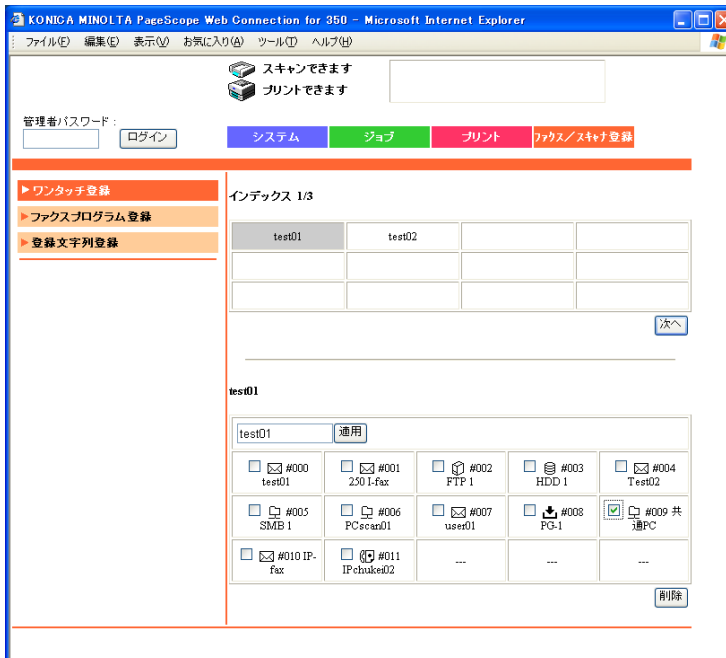 KONICA MINOLTA PageScope Web Connection for 350 - Microsoft Internet Explorer
ファイル(F) 編集(E) 表示(V) お気に入り(A) ツール(T) ヘルプ(H)
スキャンできます
プリントできます
管理者パスワード:
ログイン
システム ジョブ プリント ファクス/スキャナ登録
ワンタッチ登録
ファクスプログラム登録
登録文字列登録
インデックス 1/3
test01 test02
次へ
test01
test01 適用
#000 test01
#001 250 I-fax
#002 FTP 1
#003 HDD 1
#004 Test02
#005 SMB 1
#006 PCscan01
#007 user01
#008 PG-1
#009 共通PC
#010 IP-fax
#011 IPchukei02
---
---
---
削除